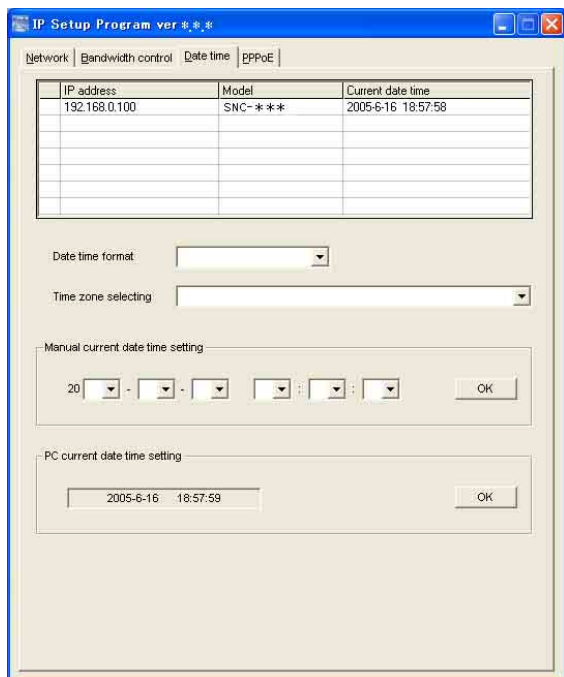 IP Setup Program ver *.*.*
Network Bandwidth control Date time PPPoE
IP address Model Current date time
192.168.0.100 SNC-*** 2005-6-16 18:57:58
Date time format
Time zone selecting
Manual current date time setting
20 - - : : OK
PC current date time setting
2005-6-16 18:57:59 OK